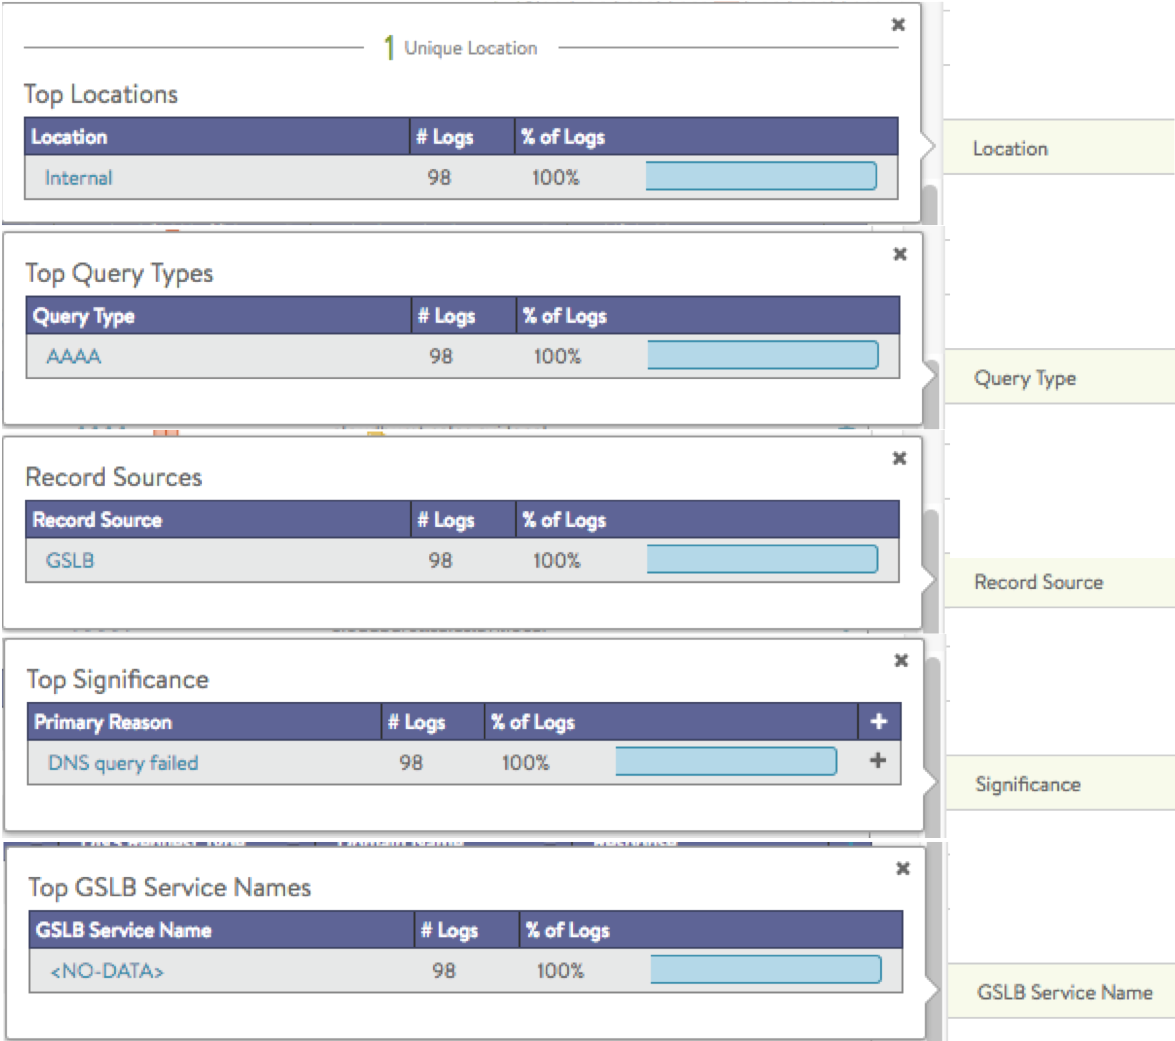 1 Unique Location
Top Locations
Location # Logs % of Logs
Internal 98 100%
Location
Top Query Types
Query Type # Logs % of Logs
AAAA 98 100%
Query Type
Record Sources
Record Source # Logs % of Logs
GSLB 98 100%
Record Source
Top Significance
Primary Reason # Logs % of Logs +
DNS query failed 98 100% +
Significance
Top GSLB Service Names
GSLB Service Name # Logs % of Logs
<NO-DATA> 98 100%
GSLB Service Name